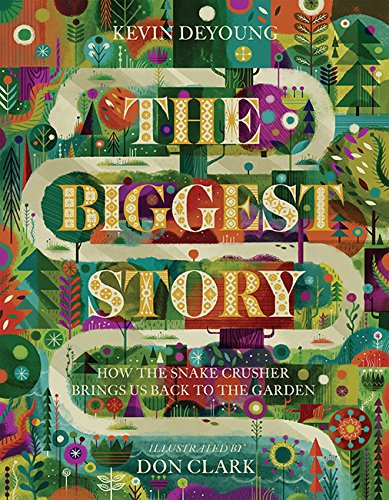 KEVIN DEYOUNG
THE
BIGGEST
STORY
HOW THE SNAKE CRUSHER
BRINGS US BACK TO THE GARDEN
ILLUSTRATED BY
DON CLARK